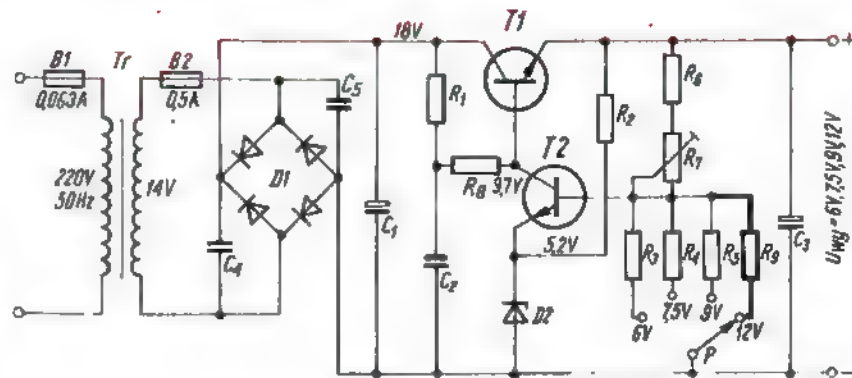 B1
0,063A
Tr
B2
0,5A
220V
50Hz
14V
C4
D1
C5
18V
C1
R1
C2
R8
9,7V
T1
T2
5,2V
D2
R2
R6
R7
R3
R4
R5
R9
6V
7,5V
9V
12V
P
C3
+
−
Uwyj=6V,7,5V,9V,12V